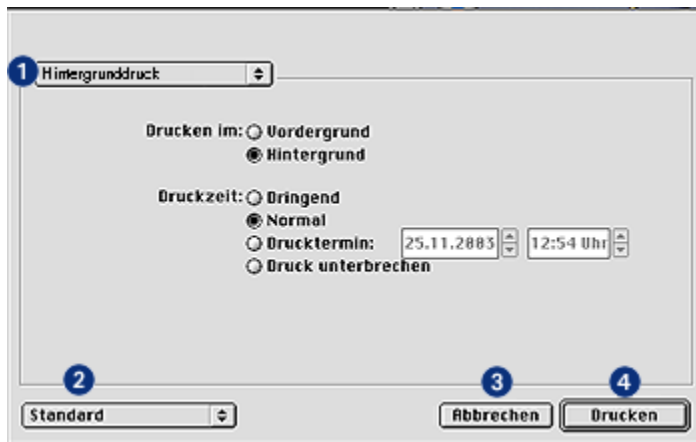 1 Hintergrunddruck
Drucken im: Vordergrund
Hintergrund
Druckzeit: Dringend
Normal
Drucktermin: 25.11.2003 12:54 Uhr
Druck unterbrechen
2 3 4
Standard Abbrechen Drucken